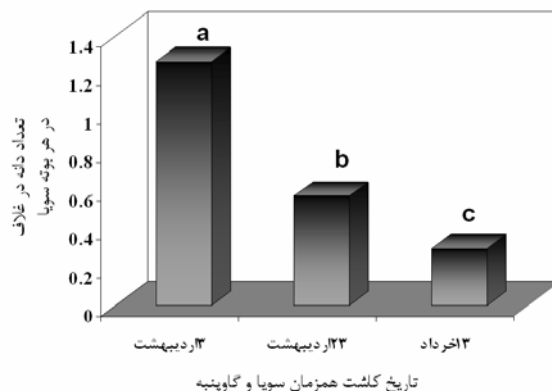 a
b
c
1.4
1.2
1
0.8
0.6
0.4
0.2
0
تعداد دانه در غلاف
در هر بوته سویا
۳اردیبهشت
۲۳اردیبهشت
۱۳خرداد
تاریخ کاشت همزمان سویا و گاوپنبه